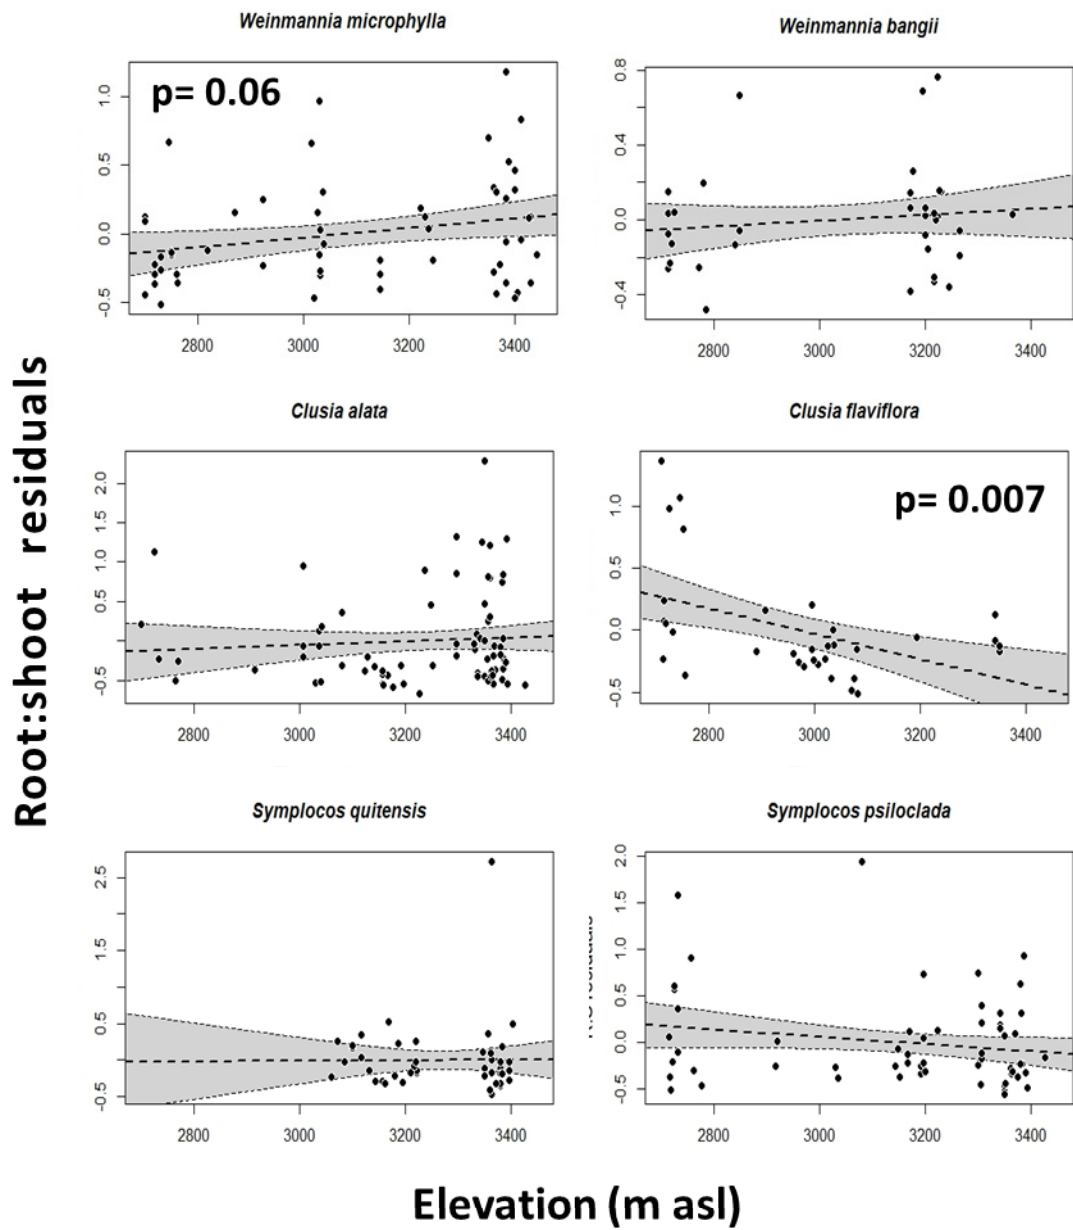 Weinmannia microphylla
Weinmannia bangii
p= 0.06
1.0
0.5
0.0
-0.5
2800 3000 3200 3400
0.8
0.4
0.0
-0.4
2800 3000 3200 3400
Clusia alata
Clusia flaviflora
2.0
1.5
1.0
0.5
-0.5
2800 3000 3200 3400
p= 0.007
1.0
0.5
0.0
-0.5
2800 3000 3200 3400
Symplocos quitensis
Symplocos psiloclada
2.5
1.5
0.5
-0.5
2800 3000 3200 3400
2.0
1.5
1.0
0.5
0.0
-0.5
2800 3000 3200 3400
Root:shoot residuals
Elevation (m asl)